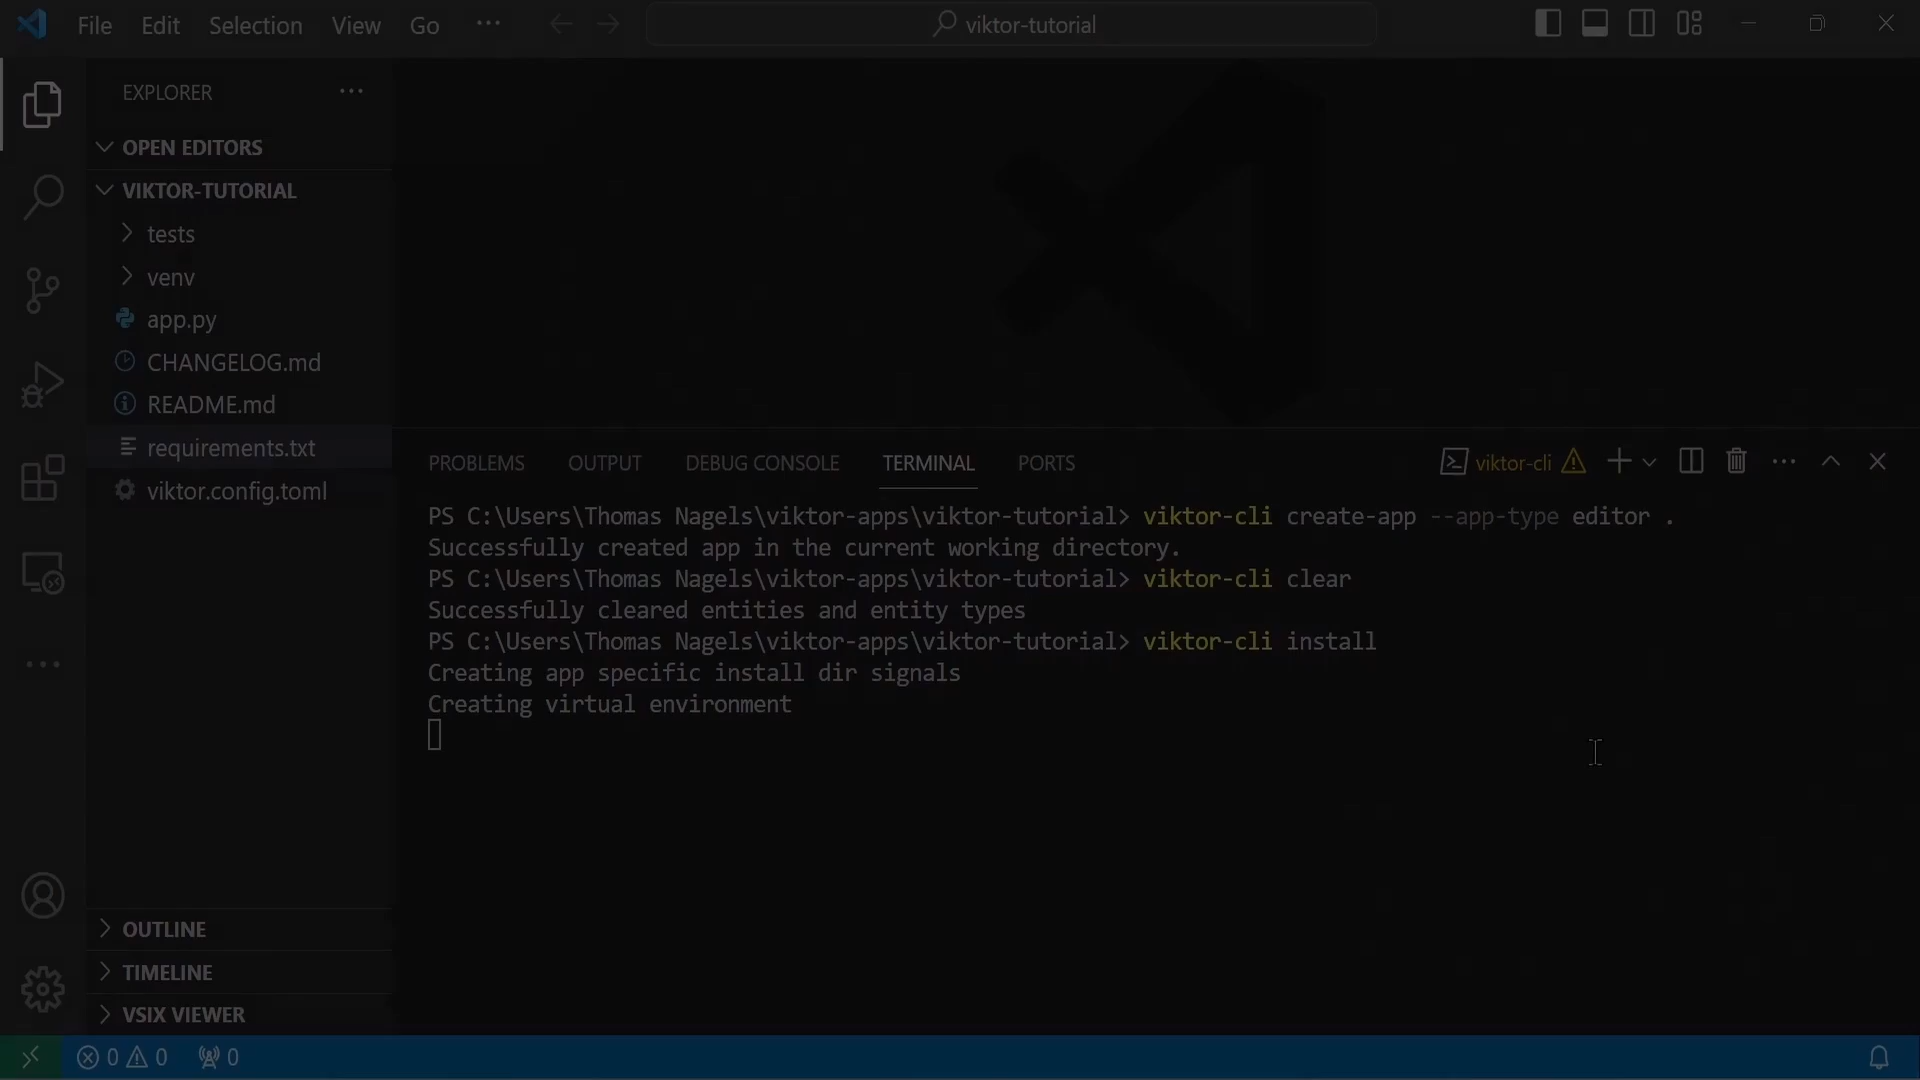 File Edit Selection View Go ···
viktor-tutorial
EXPLORER ···
OPEN EDITORS
VIKTOR-TUTORIAL
tests
venv
app.py
CHANGELOG.md
README.md
requirements.txt
viktor.config.toml
PROBLEMS OUTPUT DEBUG CONSOLE TERMINAL PORTS
viktor-cli
PS C:\Users\Thomas Nagels\viktor-apps\viktor-tutorial> viktor-cli create-app --app-type editor .
Successfully created app in the current working directory.
PS C:\Users\Thomas Nagels\viktor-apps\viktor-tutorial> viktor-cli clear
Successfully cleared entities and entity types
PS C:\Users\Thomas Nagels\viktor-apps\viktor-tutorial> viktor-cli install
Creating app specific install dir signals
Creating virtual environment
OUTLINE
TIMELINE
VSIX VIEWER
0 0 0